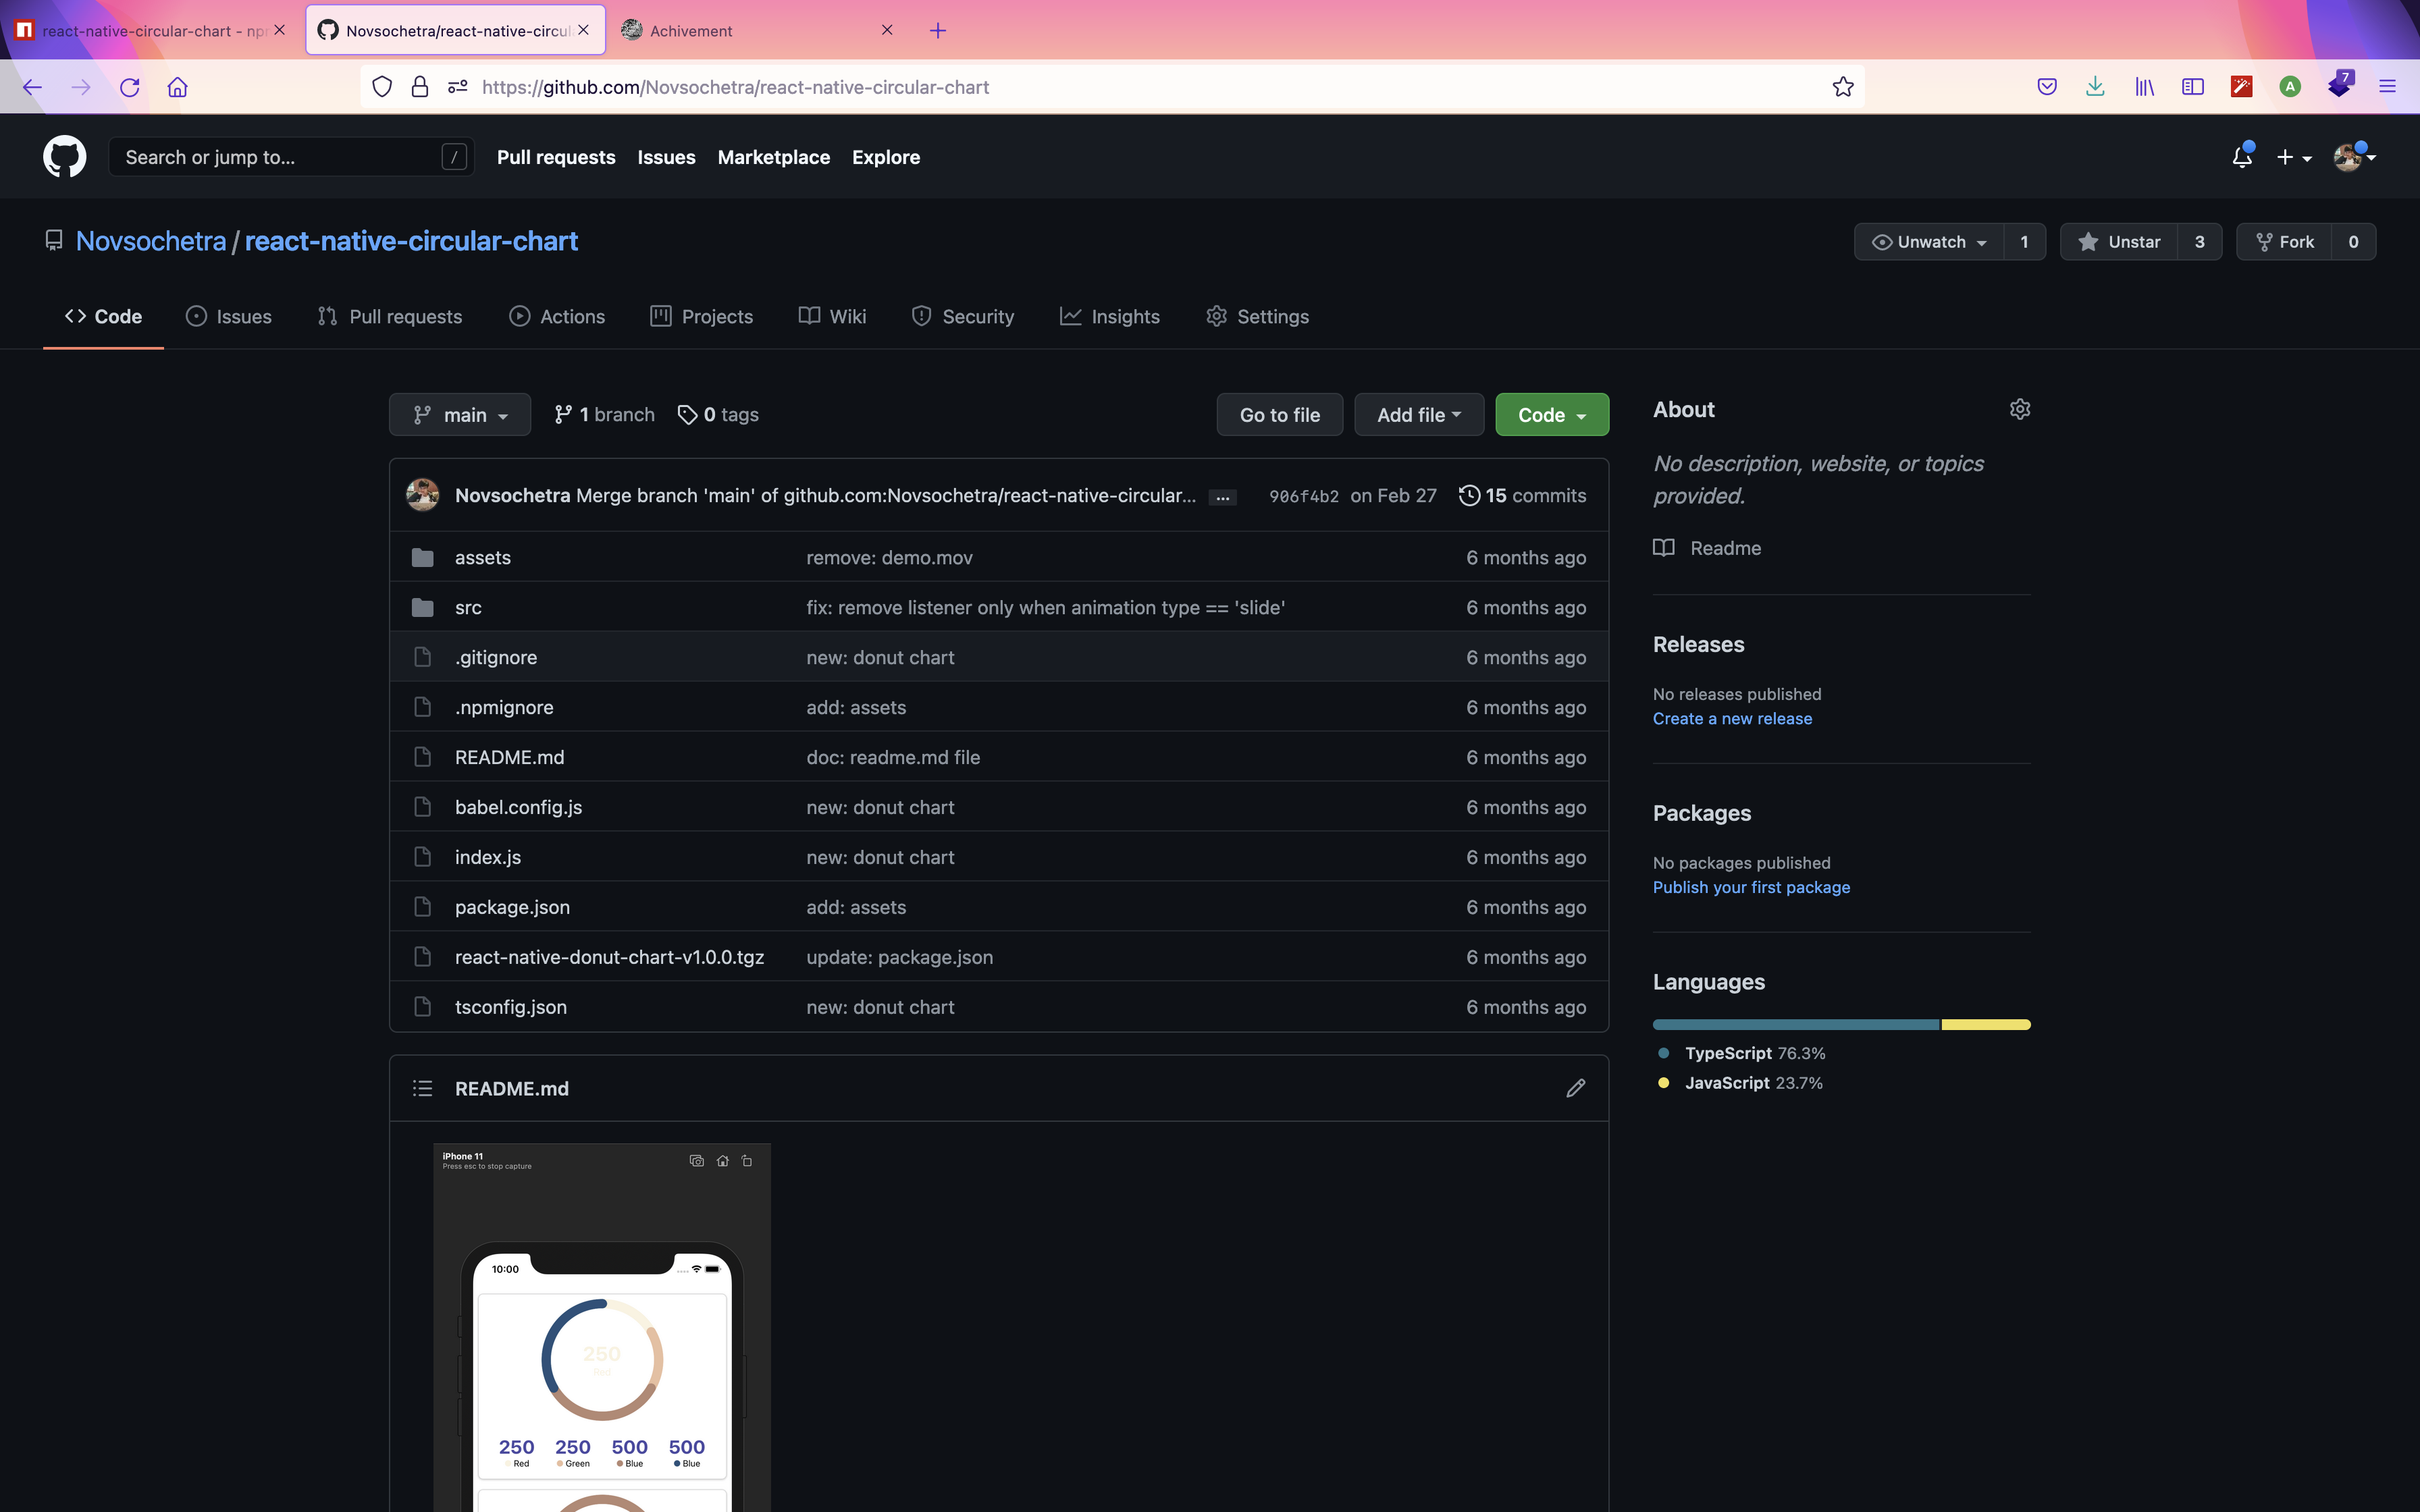 react-native-circular-chart - np
Novsochetra/react-native-circul
Achivement
https://github.com/Novsochetra/react-native-circular-chart
A
7
Search or jump to...
/
Pull requests
Issues
Marketplace
Explore
Novsochetra / react-native-circular-chart
Unwatch 1
Unstar 3
Fork 0
Code
Issues
Pull requests
Actions
Projects
Wiki
Security
Insights
Settings
main
1 branch
0 tags
Go to file
Add file
Code
Novsochetra Merge branch 'main' of github.com:Novsochetra/react-native-circular... ... 906f4b2 on Feb 27 15 commits
assets remove: demo.mov 6 months ago
src fix: remove listener only when animation type == 'slide' 6 months ago
.gitignore new: donut chart 6 months ago
.npmignore add: assets 6 months ago
README.md doc: readme.md file 6 months ago
babel.config.js new: donut chart 6 months ago
index.js new: donut chart 6 months ago
package.json add: assets 6 months ago
react-native-donut-chart-v1.0.0.tgz update: package.json 6 months ago
tsconfig.json new: donut chart 6 months ago
README.md
iPhone 11
Press esc to stop capture
10:00
250
Red
250 250 500 500
Red Green Blue Blue
About
No description, website, or topics
provided.
Readme
Releases
No releases published
Create a new release
Packages
No packages published
Publish your first package
Languages
TypeScript 76.3%
JavaScript 23.7%